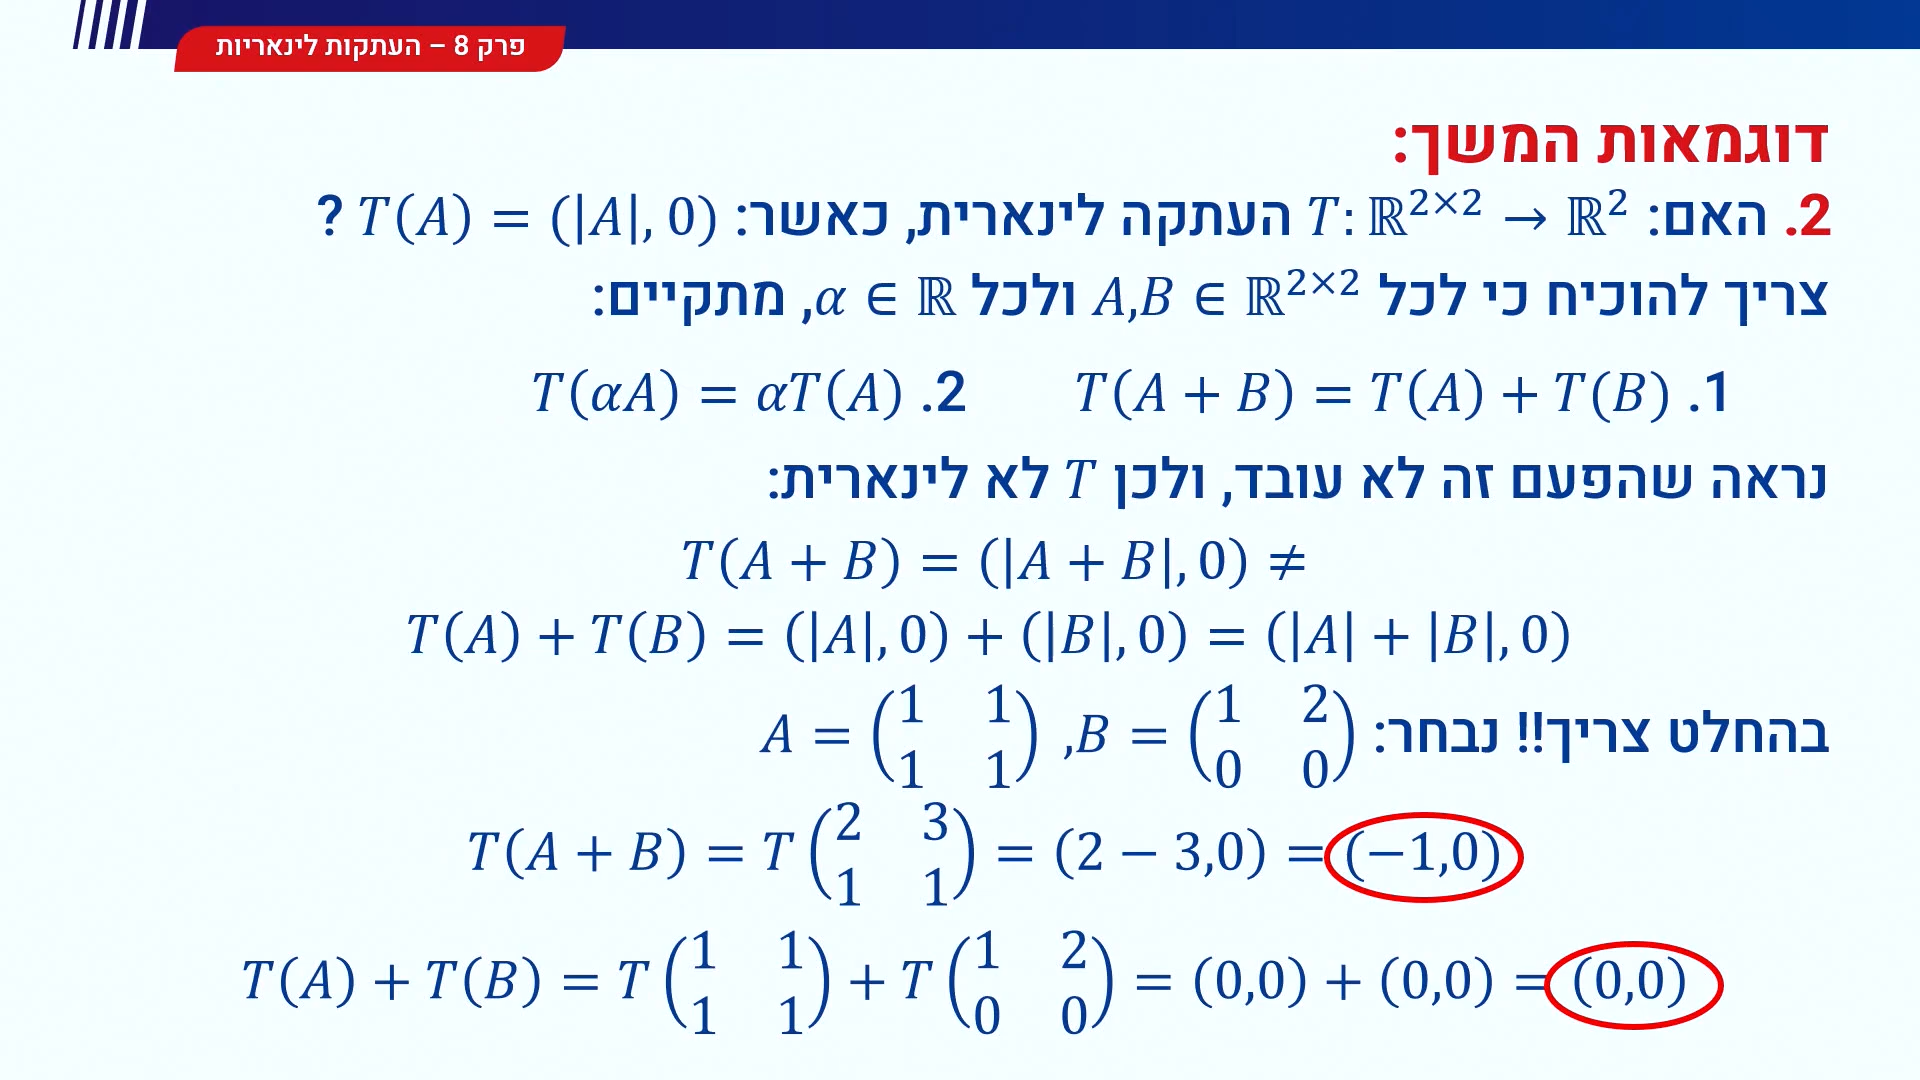 פרק 8 – העתקות לינאריות
דוגמאות המשך:
2. האם: T: ℝ^{2×2} → ℝ^2 העתקה לינארית, כאשר: T(A) = (|A|, 0) ?
צריך להוכיח כי לכל A,B ∈ ℝ^{2×2} ולכל α ∈ ℝ, מתקיים:
1. T(A + B) = T(A) + T(B) 2. T(αA) = αT(A)
נראה שהפעם זה לא עובד, ולכן T לא לינארית:
T(A + B) = (|A + B|, 0) ≠
T(A) + T(B) = (|A|, 0) + (|B|, 0) = (|A| + |B|, 0)
בהחלט צריך!! נבחר: A = (1 1 / 1 1) ,B = (1 2 / 0 0)
T(A + B) = T(2 3 / 1 1) = (2 − 3,0) = (−1,0)
T(A) + T(B) = T(1 1 / 1 1) + T(1 2 / 0 0) = (0,0) + (0,0) = (0,0)